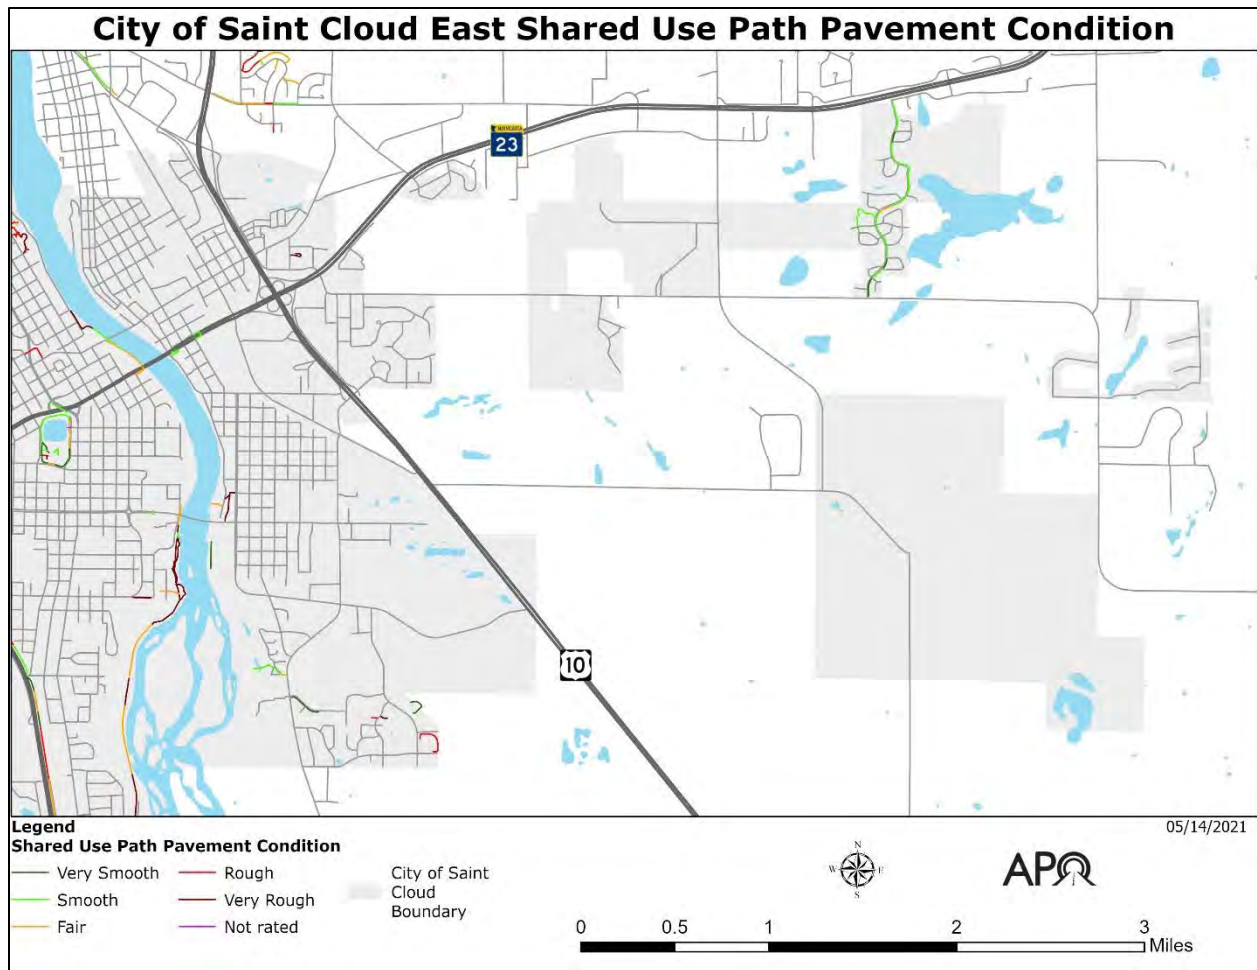 City of Saint Cloud East Shared Use Path Pavement Condition
MINNESOTA
23
10
Legend
05/14/2021
Shared Use Path Pavement Condition
Very Smooth
Rough
City of Saint
Cloud
Boundary
Smooth
Very Rough
Fair
Not rated
N
W
E
S
APO
0
0.5
1
2
3
Miles